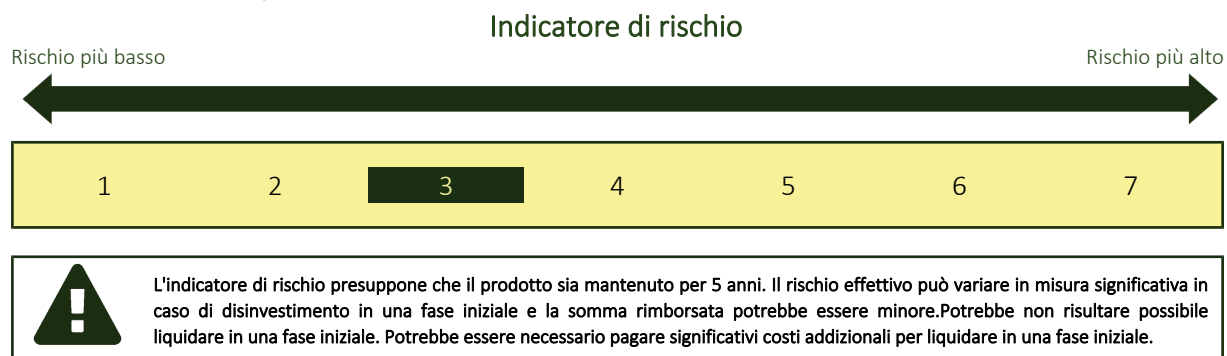 Indicatore di rischio
Rischio più basso
Rischio più alto
1 2 3 4 5 6 7
L'indicatore di rischio presuppone che il prodotto sia mantenuto per 5 anni. Il rischio effettivo può variare in misura significativa in
caso di disinvestimento in una fase iniziale e la somma rimborsata potrebbe essere minore.Potrebbe non risultare possibile
liquidare in una fase iniziale. Potrebbe essere necessario pagare significativi costi addizionali per liquidare in una fase iniziale.